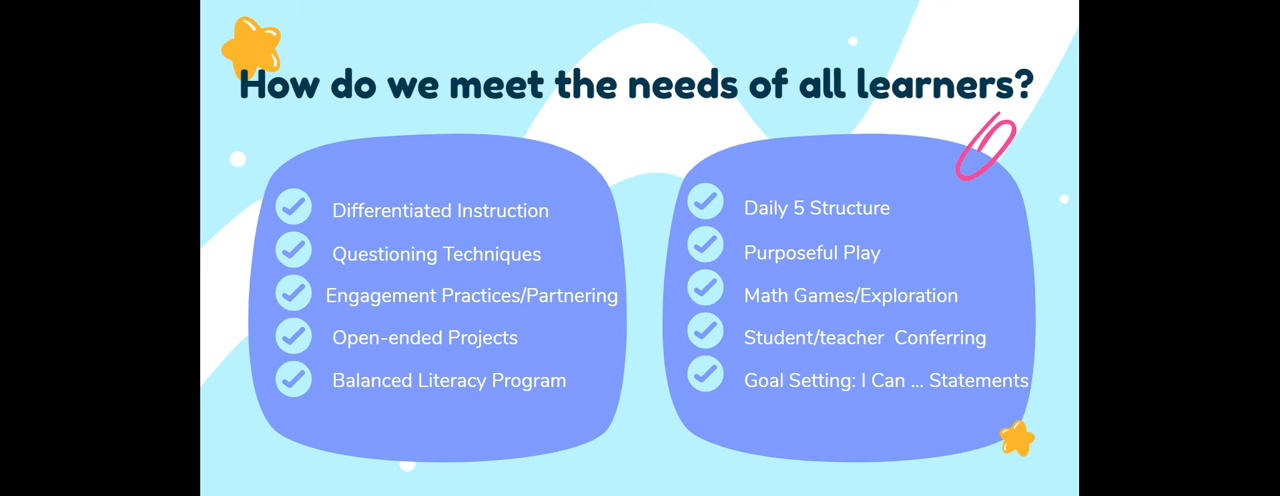 How do we meet the needs of all learners?
Differentiated Instruction
Questioning Techniques
Engagement Practices/Partnering
Open-ended Projects
Balanced Literacy Program
Daily 5 Structure
Purposeful Play
Math Games/Exploration
Student/teacher  Conferring
Goal Setting: I Can ... Statements